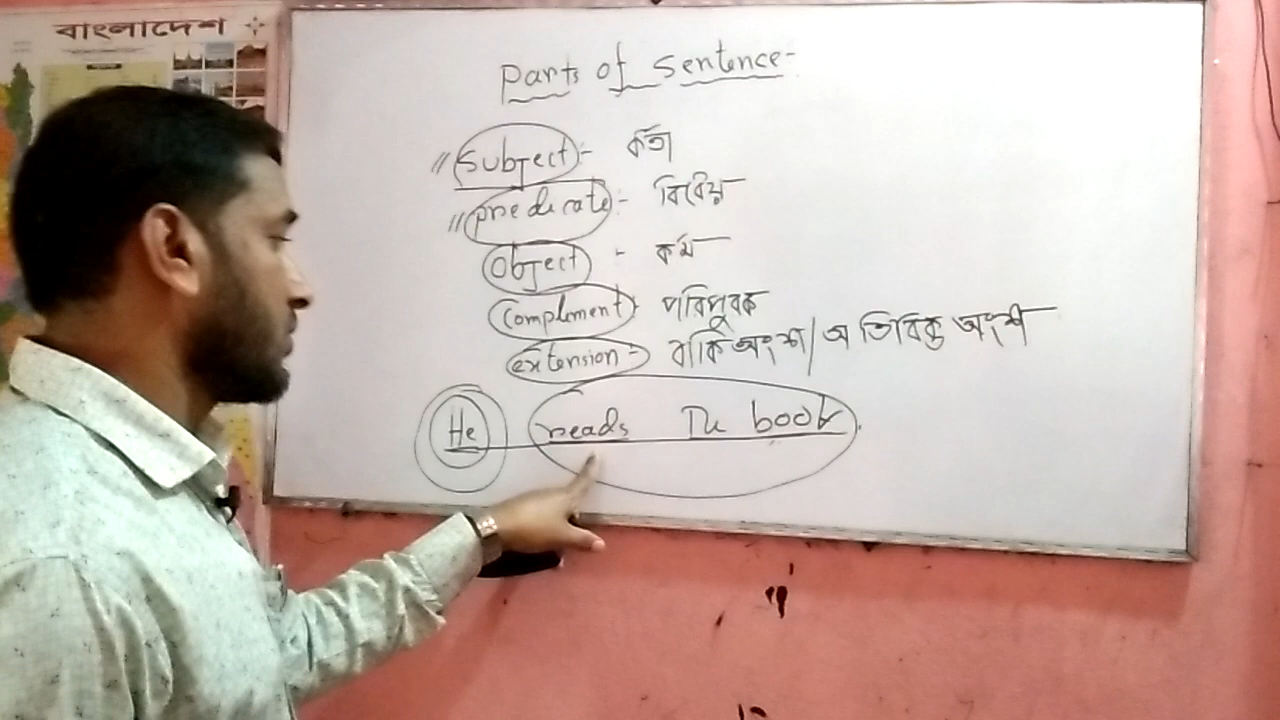 বাংলাদেশ
Parts of Sentence-
// Subject :- কর্তা
// predicate :- বিধেয়
Object :- কর্ম
Complement :- পরিপুরক
extension :- বাকি অংশ / অতিরিক্ত অংশ
He reads The book